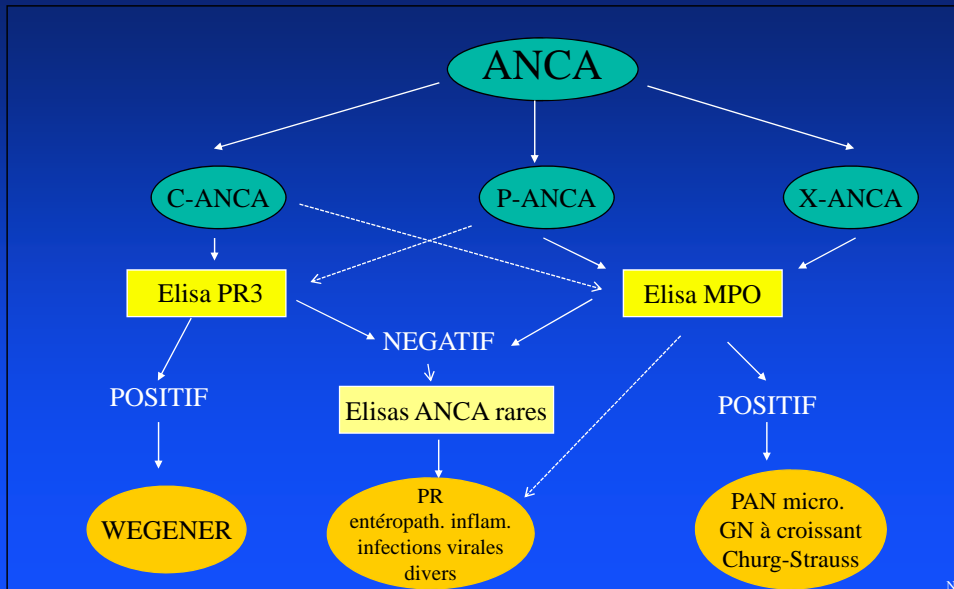 ANCA
C-ANCA
P-ANCA
X-ANCA
Elisa PR3
Elisa MPO
NEGATIF
POSITIF
Elisas ANCA rares
POSITIF
WEGENER
PR
entéropath. inflam.
infections virales
divers
PAN micro.
GN à croissant
Churg-Strauss
N